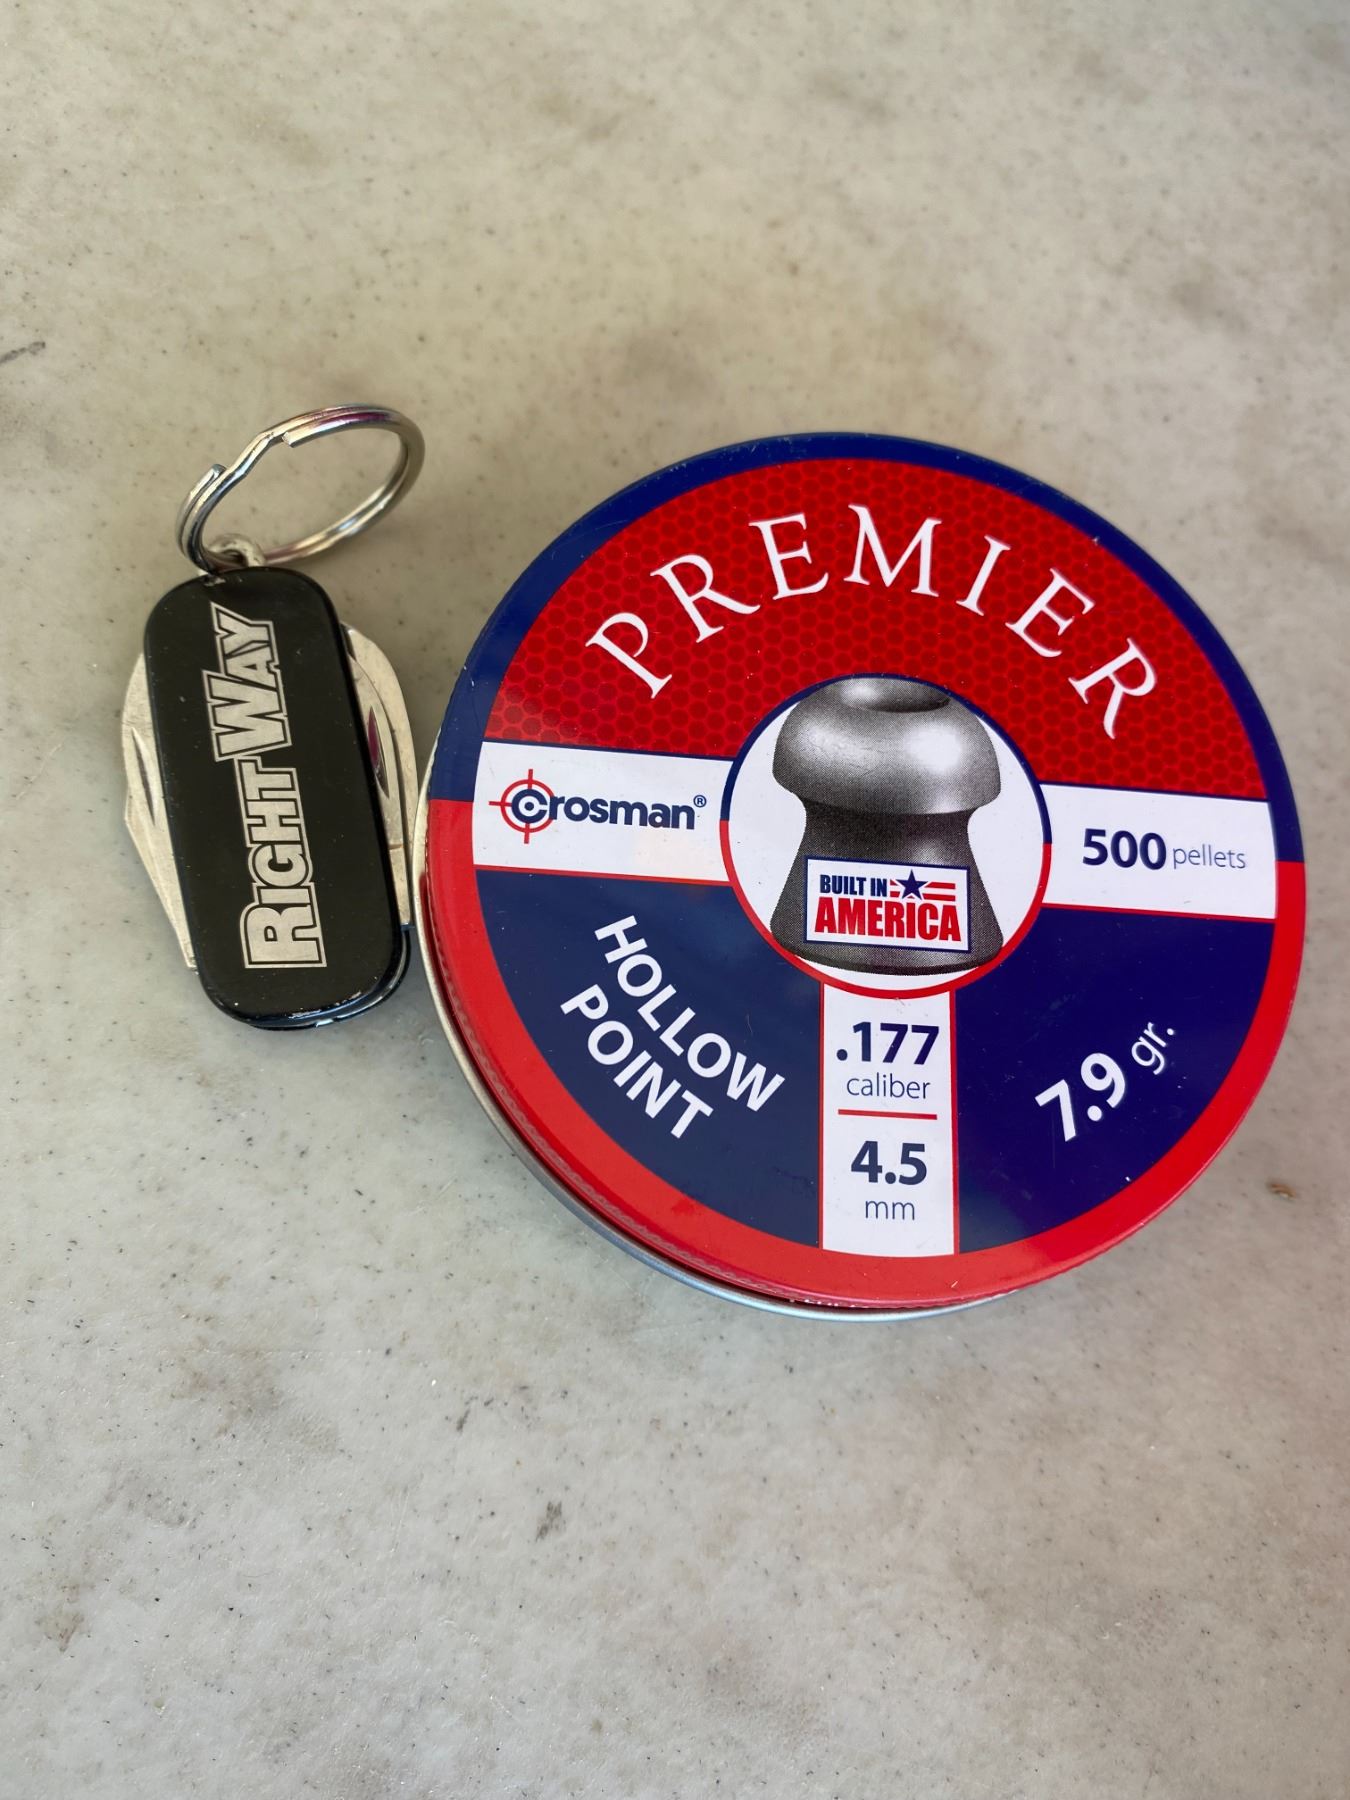 RIGHT WAY
PREMIER
crosman®
500 pellets
BUILT IN
AMERICA
HOLLOW
POINT
.177
caliber
4.5
mm
7.9 gr.